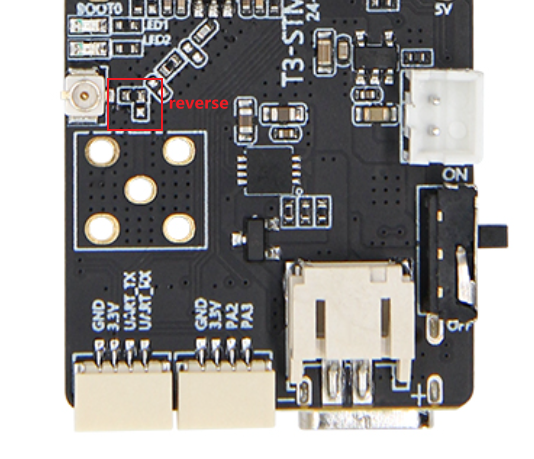 BOOT0
5V
LED1
LED2
T3-STM
24-
reverse
ON
GND
3.3V
UART_TX
UART_RX
GND
3.3V
PA2
PA3
OFF
-
+